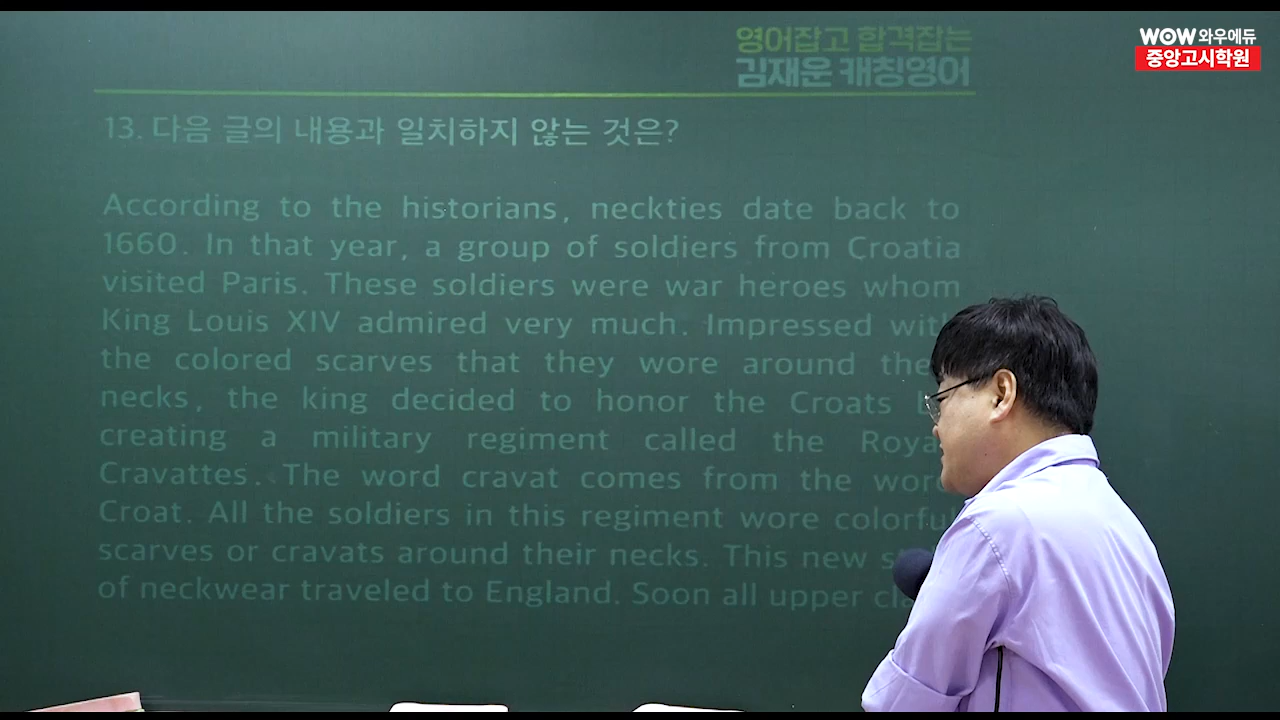 영어잡고 합격잡는
김재운 캐칭영어
WOW 와우에듀
중앙고시학원
13. 다음 글의 내용과 일치하지 않는 것은?
According to the historians, neckties date back to
1660. In that year, a group of soldiers from Croatia
visited Paris. These soldiers were war heroes whom
King Louis XIV admired very much. Impressed with
the colored scarves that they wore around
necks, the king decided to honor the Croats
creating a military regiment called the Royal
Cravattes. The word cravat comes from the word
Croat. All the soldiers in this regiment wore colorful
scarves or cravats around their necks. This new
of neckwear traveled to England. Soon all upper